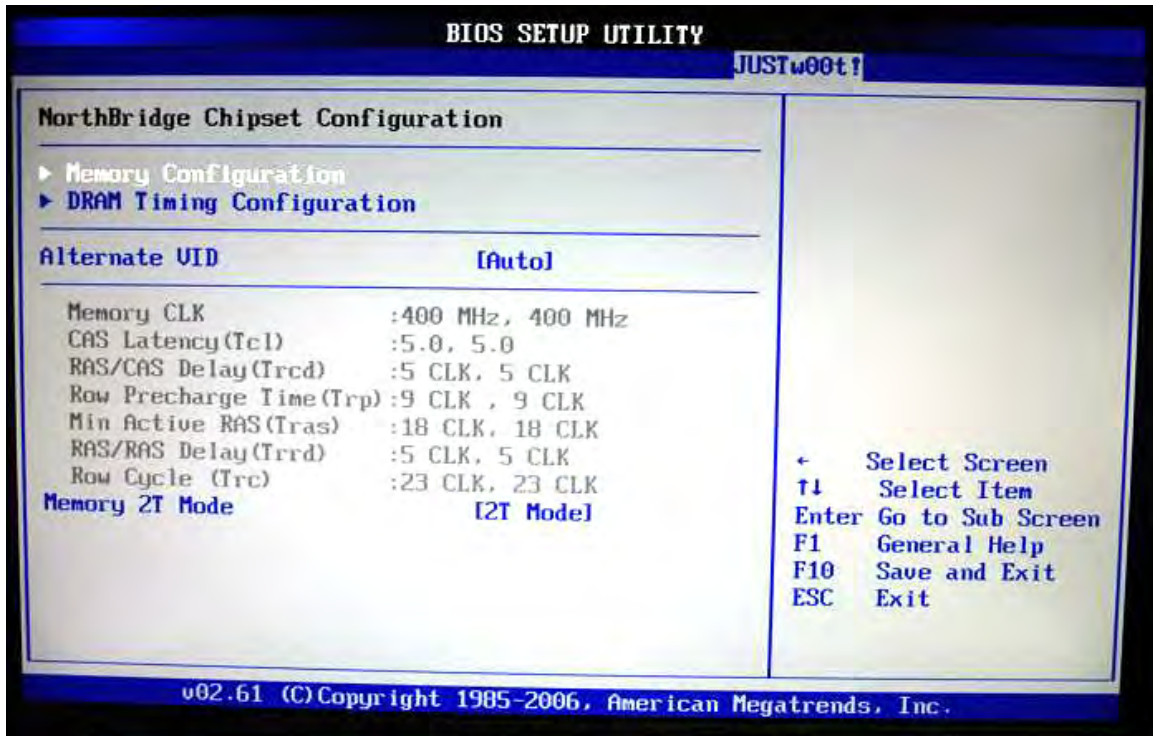 BIOS SETUP UTILITY
JUSTw00t!
NorthBridge Chipset Configuration
▶ Memory Configuration
▶ DRAM Timing Configuration
Alternate VID [Auto]
Memory CLK :400 MHz, 400 MHz
CAS Latency(Tcl) :5.0, 5.0
RAS/CAS Delay(Trcd) :5 CLK, 5 CLK
Row Precharge Time(Trp) :9 CLK , 9 CLK
Min Active RAS(Tras) :18 CLK, 18 CLK
RAS/RAS Delay(Trrd) :5 CLK, 5 CLK
Row Cycle (Trc) :23 CLK, 23 CLK
Memory 2T Mode [2T Mode]
← Select Screen
↑↓ Select Item
Enter Go to Sub Screen
F1 General Help
F10 Save and Exit
ESC Exit
v02.61 (C)Copyright 1985-2006, American Megatrends, Inc.